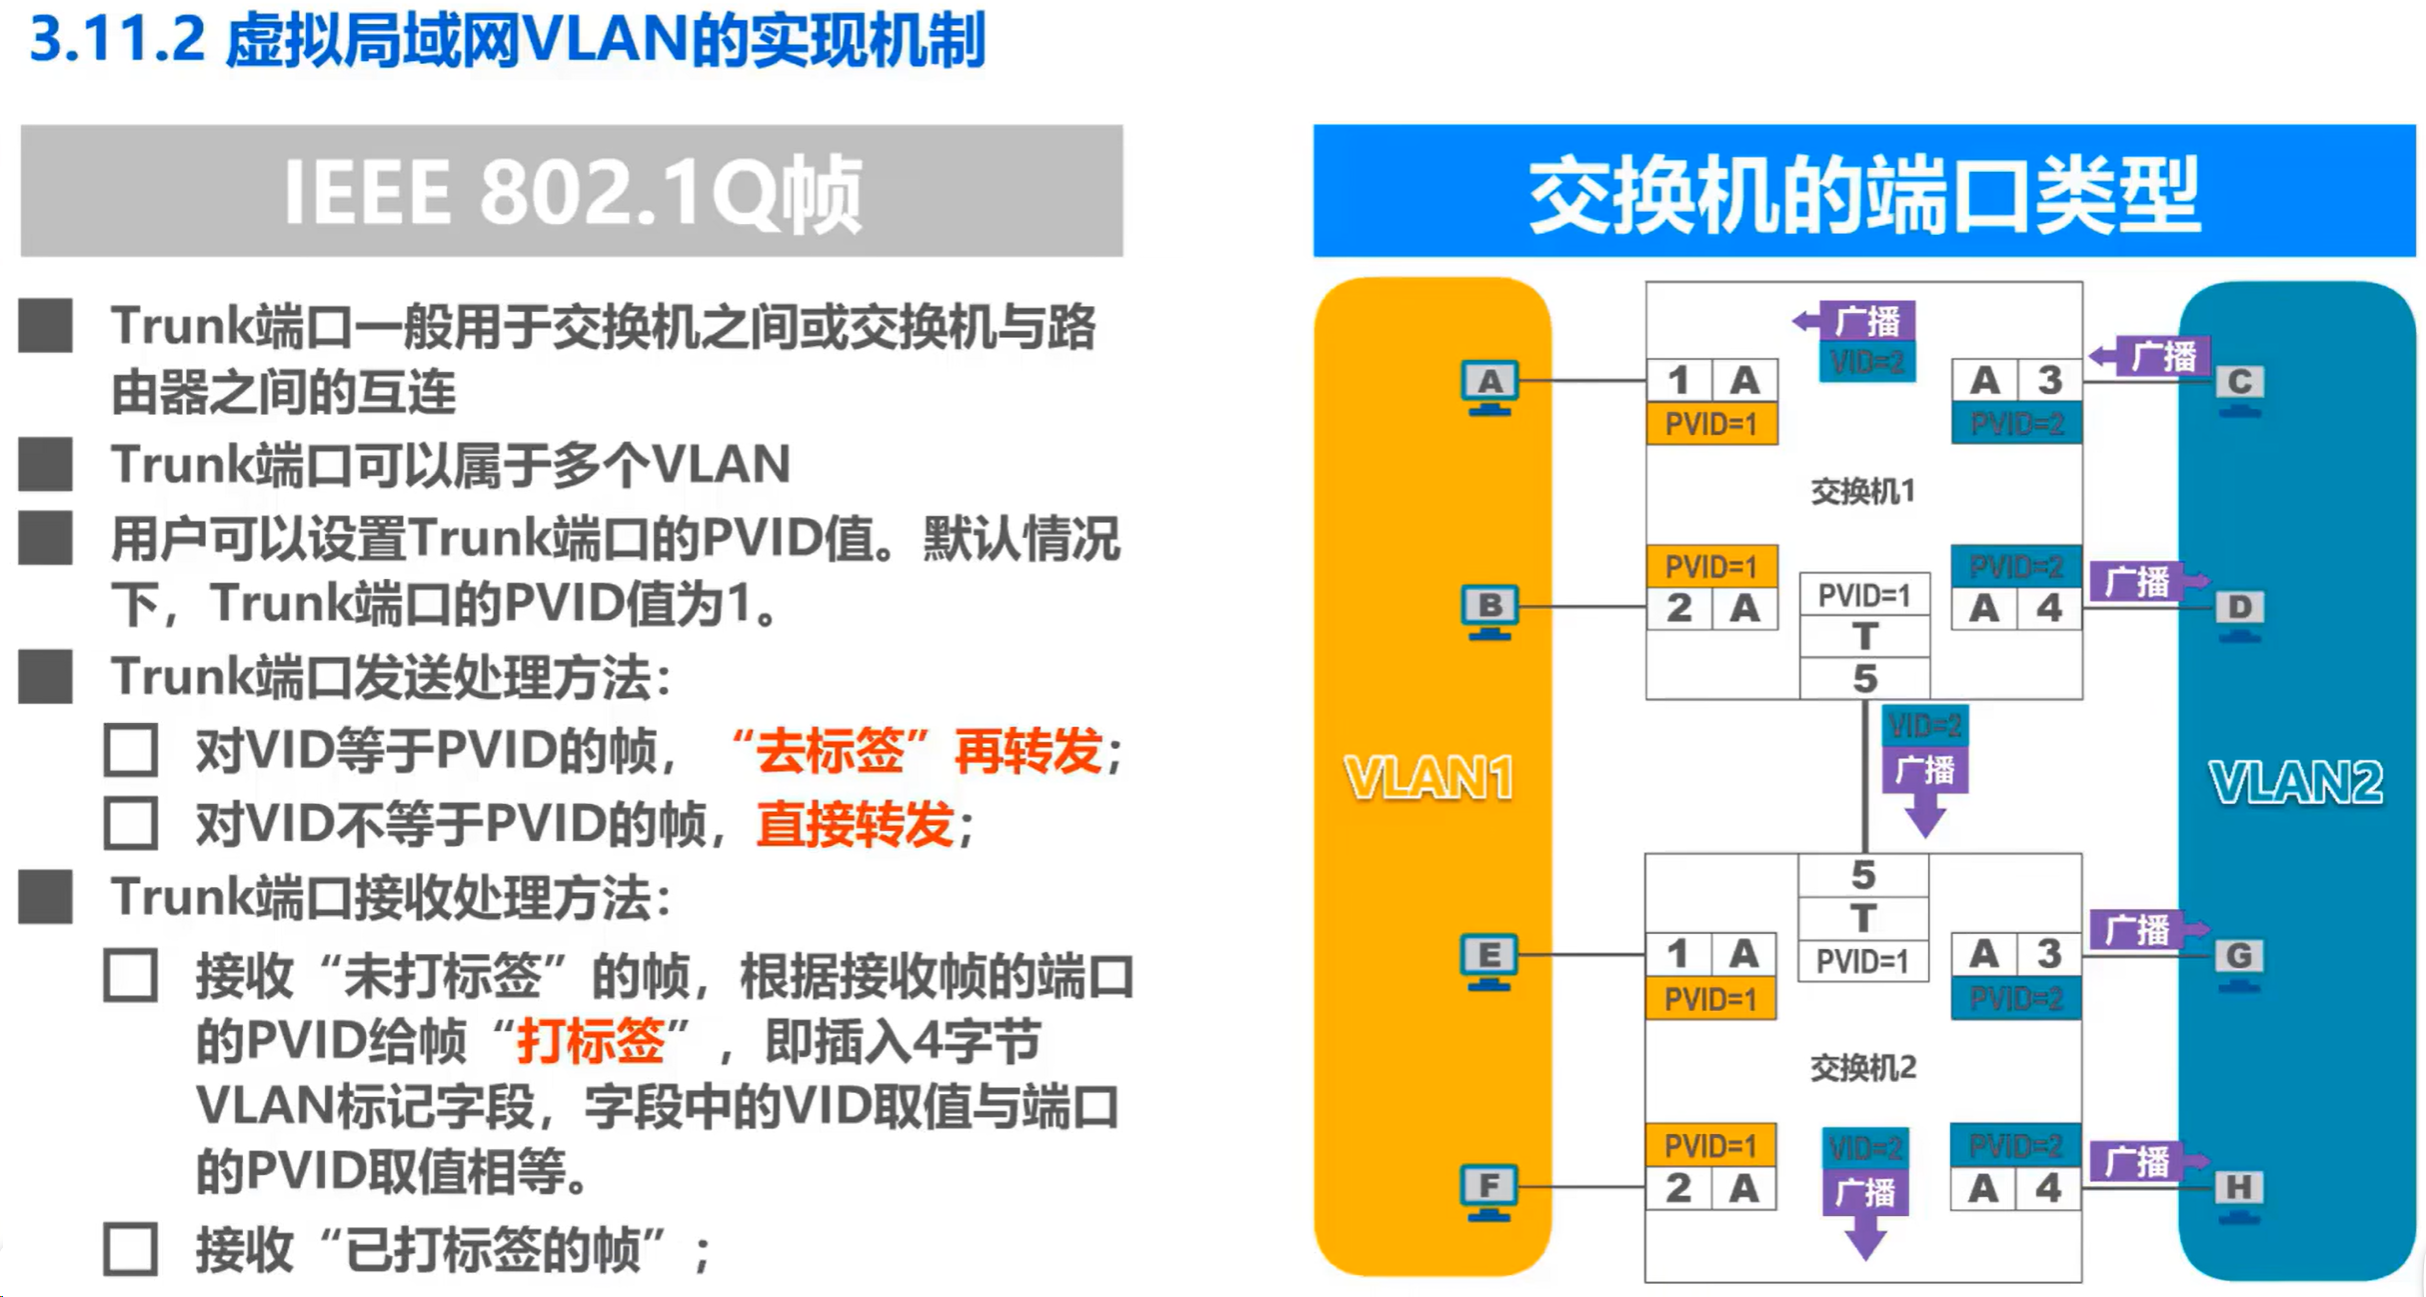 3.11.2 虚拟局域网VLAN的实现机制
IEEE 802.1Q帧
Trunk端口一般用于交换机之间或交换机与路
由器之间的互连
Trunk端口可以属于多个VLAN
用户可以设置Trunk端口的PVID值。默认情况
下，Trunk端口的PVID值为1。
Trunk端口发送处理方法：
对VID等于PVID的帧，“去标签”再转发；
对VID不等于PVID的帧，直接转发；
Trunk端口接收处理方法：
接收“未打标签”的帧，根据接收帧的端口
的PVID给帧“打标签”，即插入4字节
VLAN标记字段，字段中的VID取值与端口
的PVID取值相等。
接收“已打标签的帧”；
交换机的端口类型
广播
VID=2
广播
A
1 A
A 3
C
PVID=1
PVID=2
交换机1
PVID=1
PVID=2
广播
B
2 A
PVID=1
A 4
D
T
5
VID=2
广播
VLAN1
VLAN2
5
T
PVID=1
广播
E
1 A
A 3
G
PVID=1
PVID=2
交换机2
PVID=1
VID=2
PVID=2
广播
F
2 A
广播
A 4
H